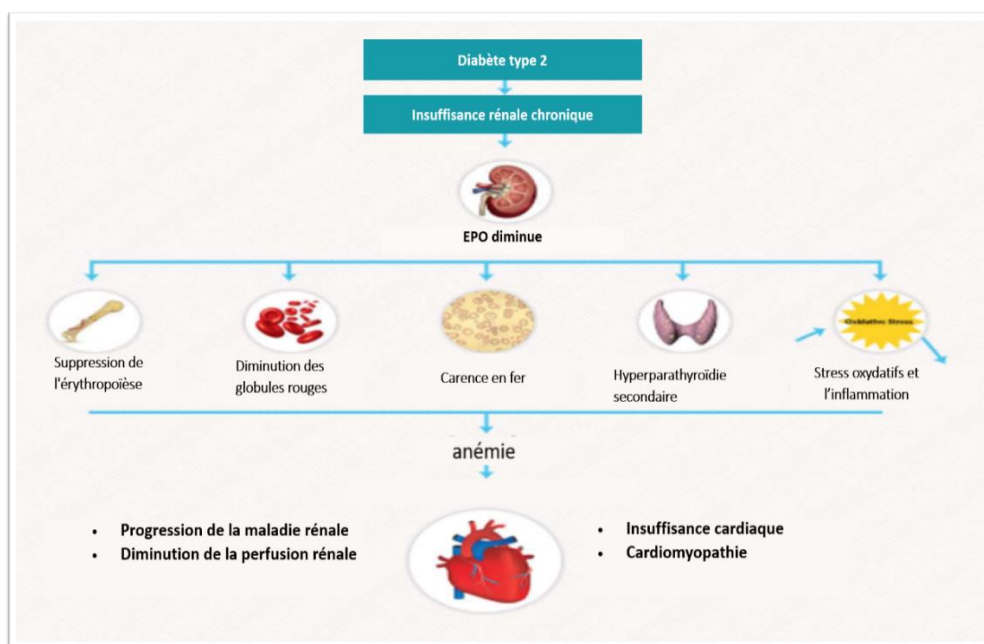 Diabète type 2
Insuffisance rénale chronique
EPO diminue
Oxidative Stress
Suppression de
l'érythropoïèse
Diminution des
globules rouges
Carence en fer
Hyperparathyroïdie
secondaire
Stress oxydatifs et
l'inflammation
anémie
• Progression de la maladie rénale
• Diminution de la perfusion rénale
• Insuffisance cardiaque
• Cardiomyopathie